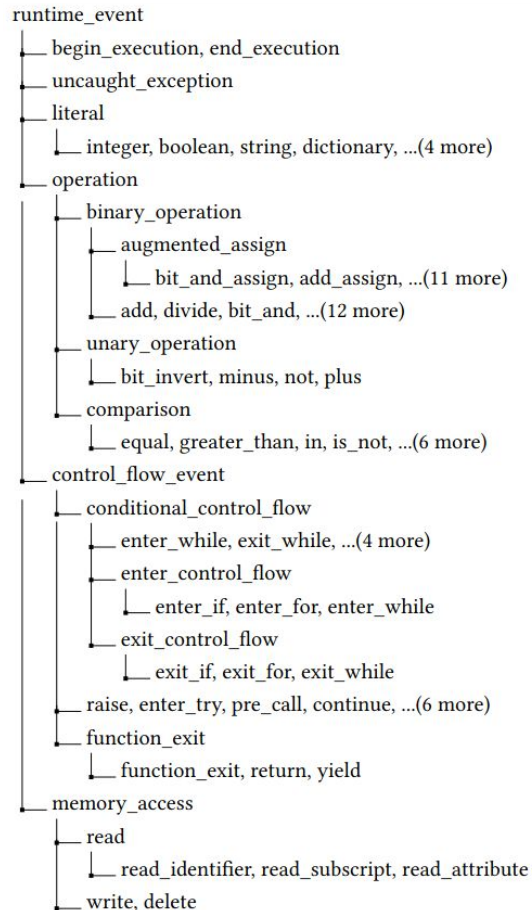 runtime_event
begin_execution, end_execution
uncaught_exception
literal
integer, boolean, string, dictionary, ...(4 more)
operation
binary_operation
augmented_assign
bit_and_assign, add_assign, ...(11 more)
add, divide, bit_and, ...(12 more)
unary_operation
bit_invert, minus, not, plus
comparison
equal, greater_than, in, is_not, ...(6 more)
control_flow_event
conditional_control_flow
enter_while, exit_while, ...(4 more)
enter_control_flow
enter_if, enter_for, enter_while
exit_control_flow
exit_if, exit_for, exit_while
raise, enter_try, pre_call, continue, ...(6 more)
function_exit
function_exit, return, yield
memory_access
read
read_identifier, read_subscript, read_attribute
write, delete